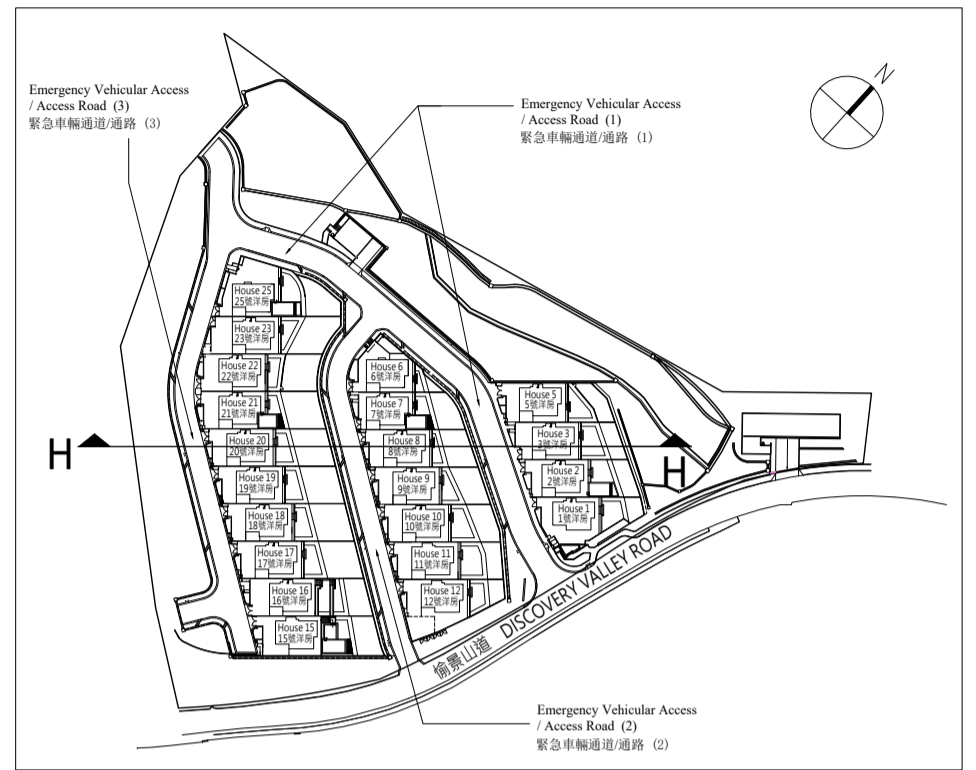 N
Emergency Vehicular Access
/ Access Road (3)
緊急車輛通道/通路 (3)
Emergency Vehicular Access
/ Access Road (1)
緊急車輛通道/通路 (1)
House 25
25號洋房
House 23
23號洋房
House 22
22號洋房
House 21
21號洋房
House 20
20號洋房
House 19
19號洋房
House 18
18號洋房
House 17
17號洋房
House 16
16號洋房
House 15
15號洋房
House 6
6號洋房
House 7
7號洋房
House 8
8號洋房
House 9
9號洋房
House 10
10號洋房
House 11
11號洋房
House 12
12號洋房
House 5
5號洋房
House 3
3號洋房
House 2
2號洋房
House 1
1號洋房
H
H
愉景山道 DISCOVERY VALLEY ROAD
Emergency Vehicular Access
/ Access Road (2)
緊急車輛通道/通路 (2)